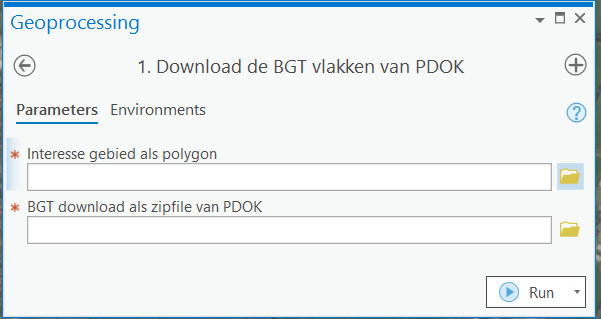 Geoprocessing
1. Download de BGT vlakken van PDOK
Parameters Environments
* Interesse gebied als polygon
* BGT download als zipfile van PDOK
Run